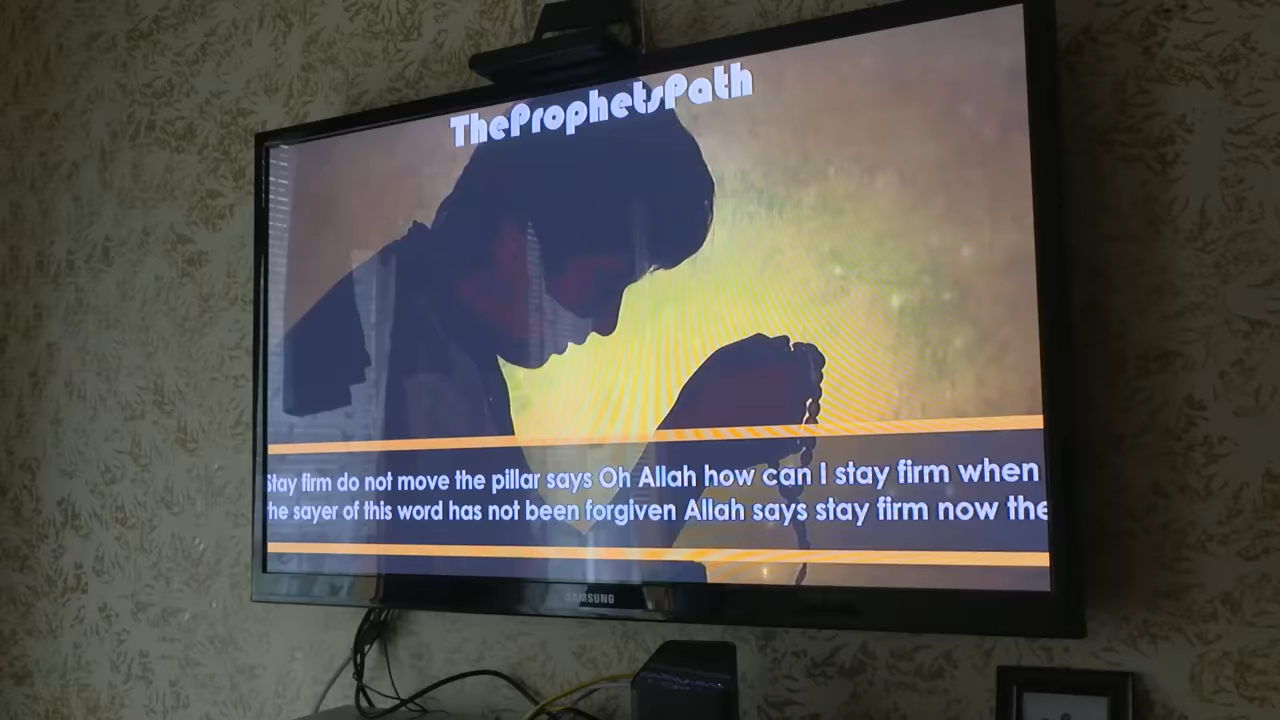 TheProphetsPath
Stay firm do not move the pillar says Oh Allah how can I stay firm when
the sayer of this word has not been forgiven Allah says stay firm now the
SAMSUNG